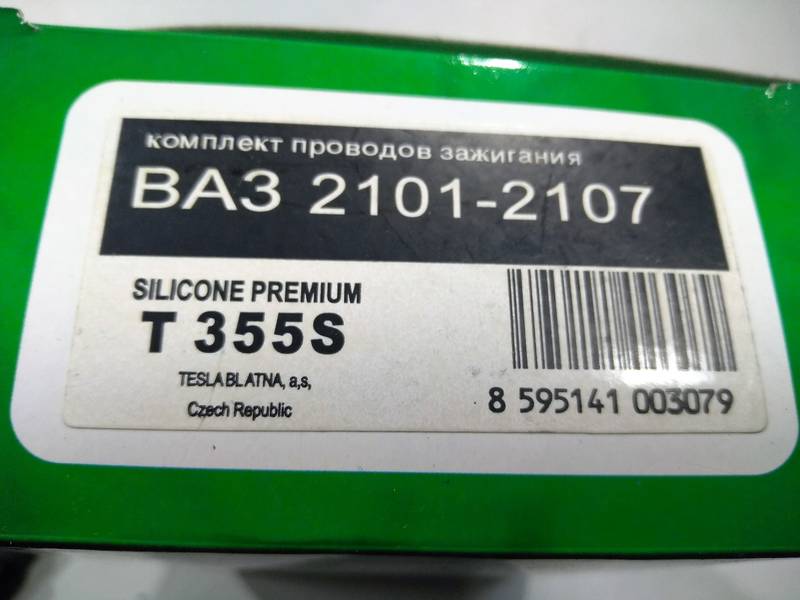 комплект проводов зажигания
ВАЗ 2101-2107
SILICONE PREMIUM
T 355S
TESLA BLATNA, a,s,
Czech Republic
8 595141 003079